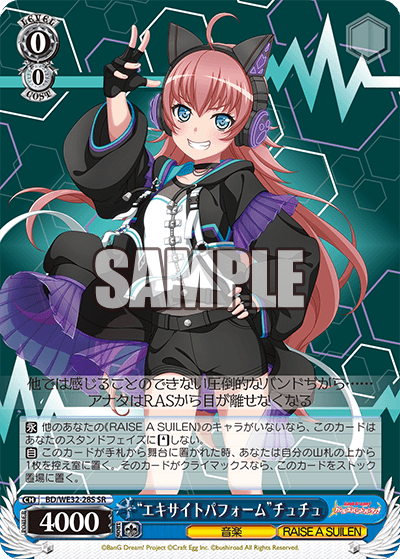 LEVEL
0
0
COST
SAMPLE
他では感じることのできない圧倒的なバンドぢから……
アナタはRASから目が離せなくなる
永 他のあなたの《RAISE A SUILEN》のキャラがいないなら、このカードは
あなたのスタンドフェイズに【スタンド】しない。
自 このカードが手札から舞台に置かれた時、あなたは自分の山札の上から
1枚を控え室に置く。そのカードがクライマックスなら、このカードをストック
置場に置く。
CH BD/WE32-28S SR
4000
"エキサイトパフォーム"チュチュ
音楽
RAISE A SUILEN
©BanG Dream! Project ©Craft Egg Inc. ©bushiroad All Rights Reserved.